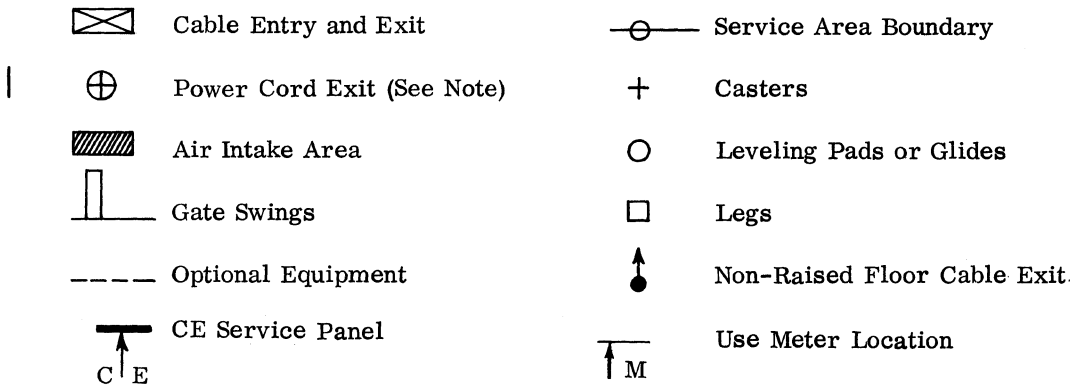 Cable Entry and Exit
Power Cord Exit (See Note)
Air Intake Area
Gate Swings
Optional Equipment
CE Service Panel
C E
Service Area Boundary
Casters
Leveling Pads or Glides
Legs
Non-Raised Floor Cable Exit.
Use Meter Location
M